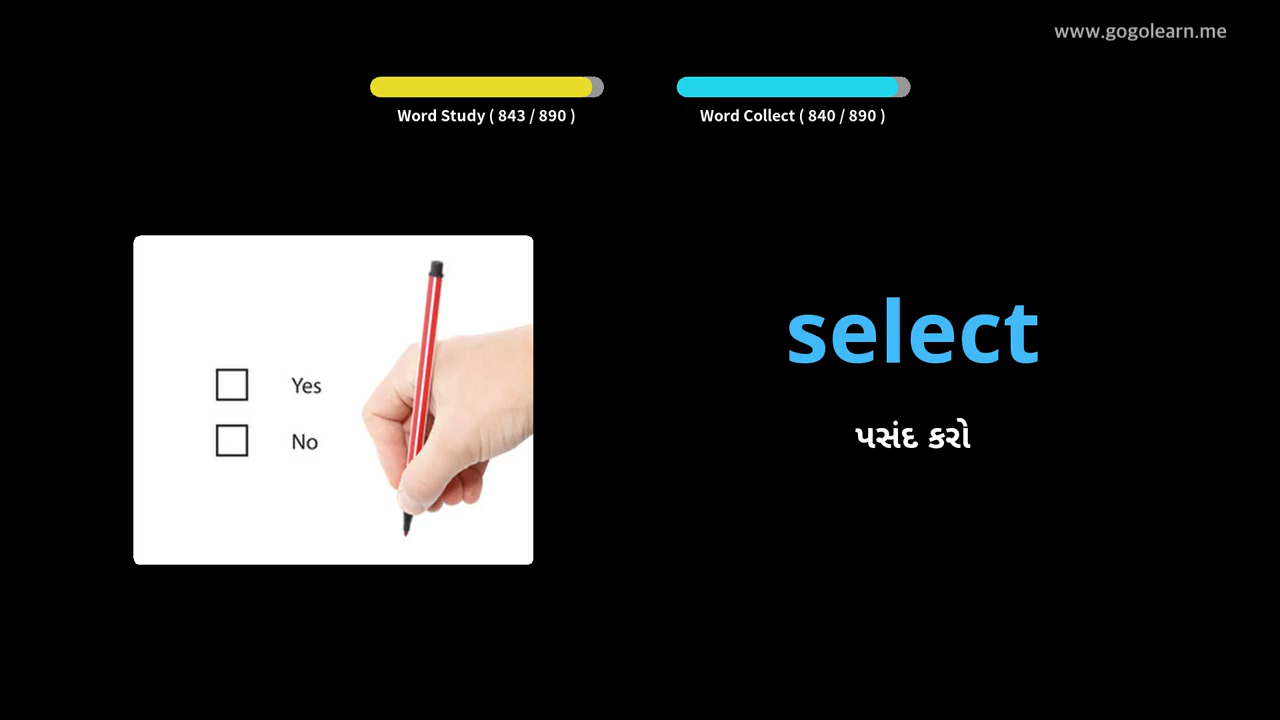 www.gogolearn.me
Word Study ( 843 / 890 )
Word Collect ( 840 / 890 )
Yes
No
select
પસંદ કરો